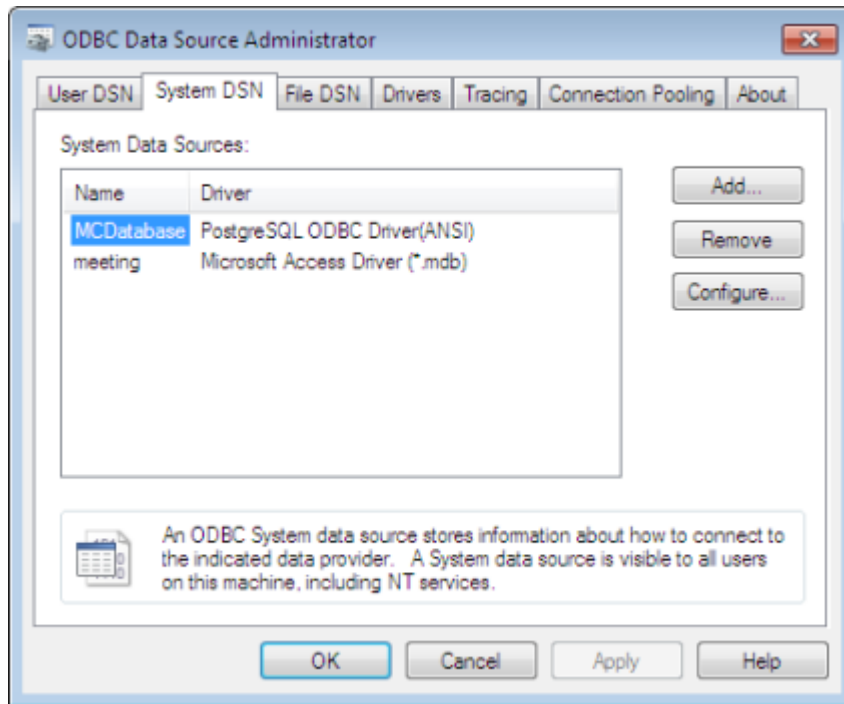 ODBC Data Source Administrator
User DSN System DSN File DSN Drivers Tracing Connection Pooling About
System Data Sources:
Name Driver
MCDatabase PostgreSQL ODBC Driver(ANSI)
meeting Microsoft Access Driver (*.mdb)
Add...
Remove
Configure...
An ODBC System data source stores information about how to connect to
the indicated data provider. A System data source is visible to all users
on this machine, including NT services.
OK Cancel Apply Help